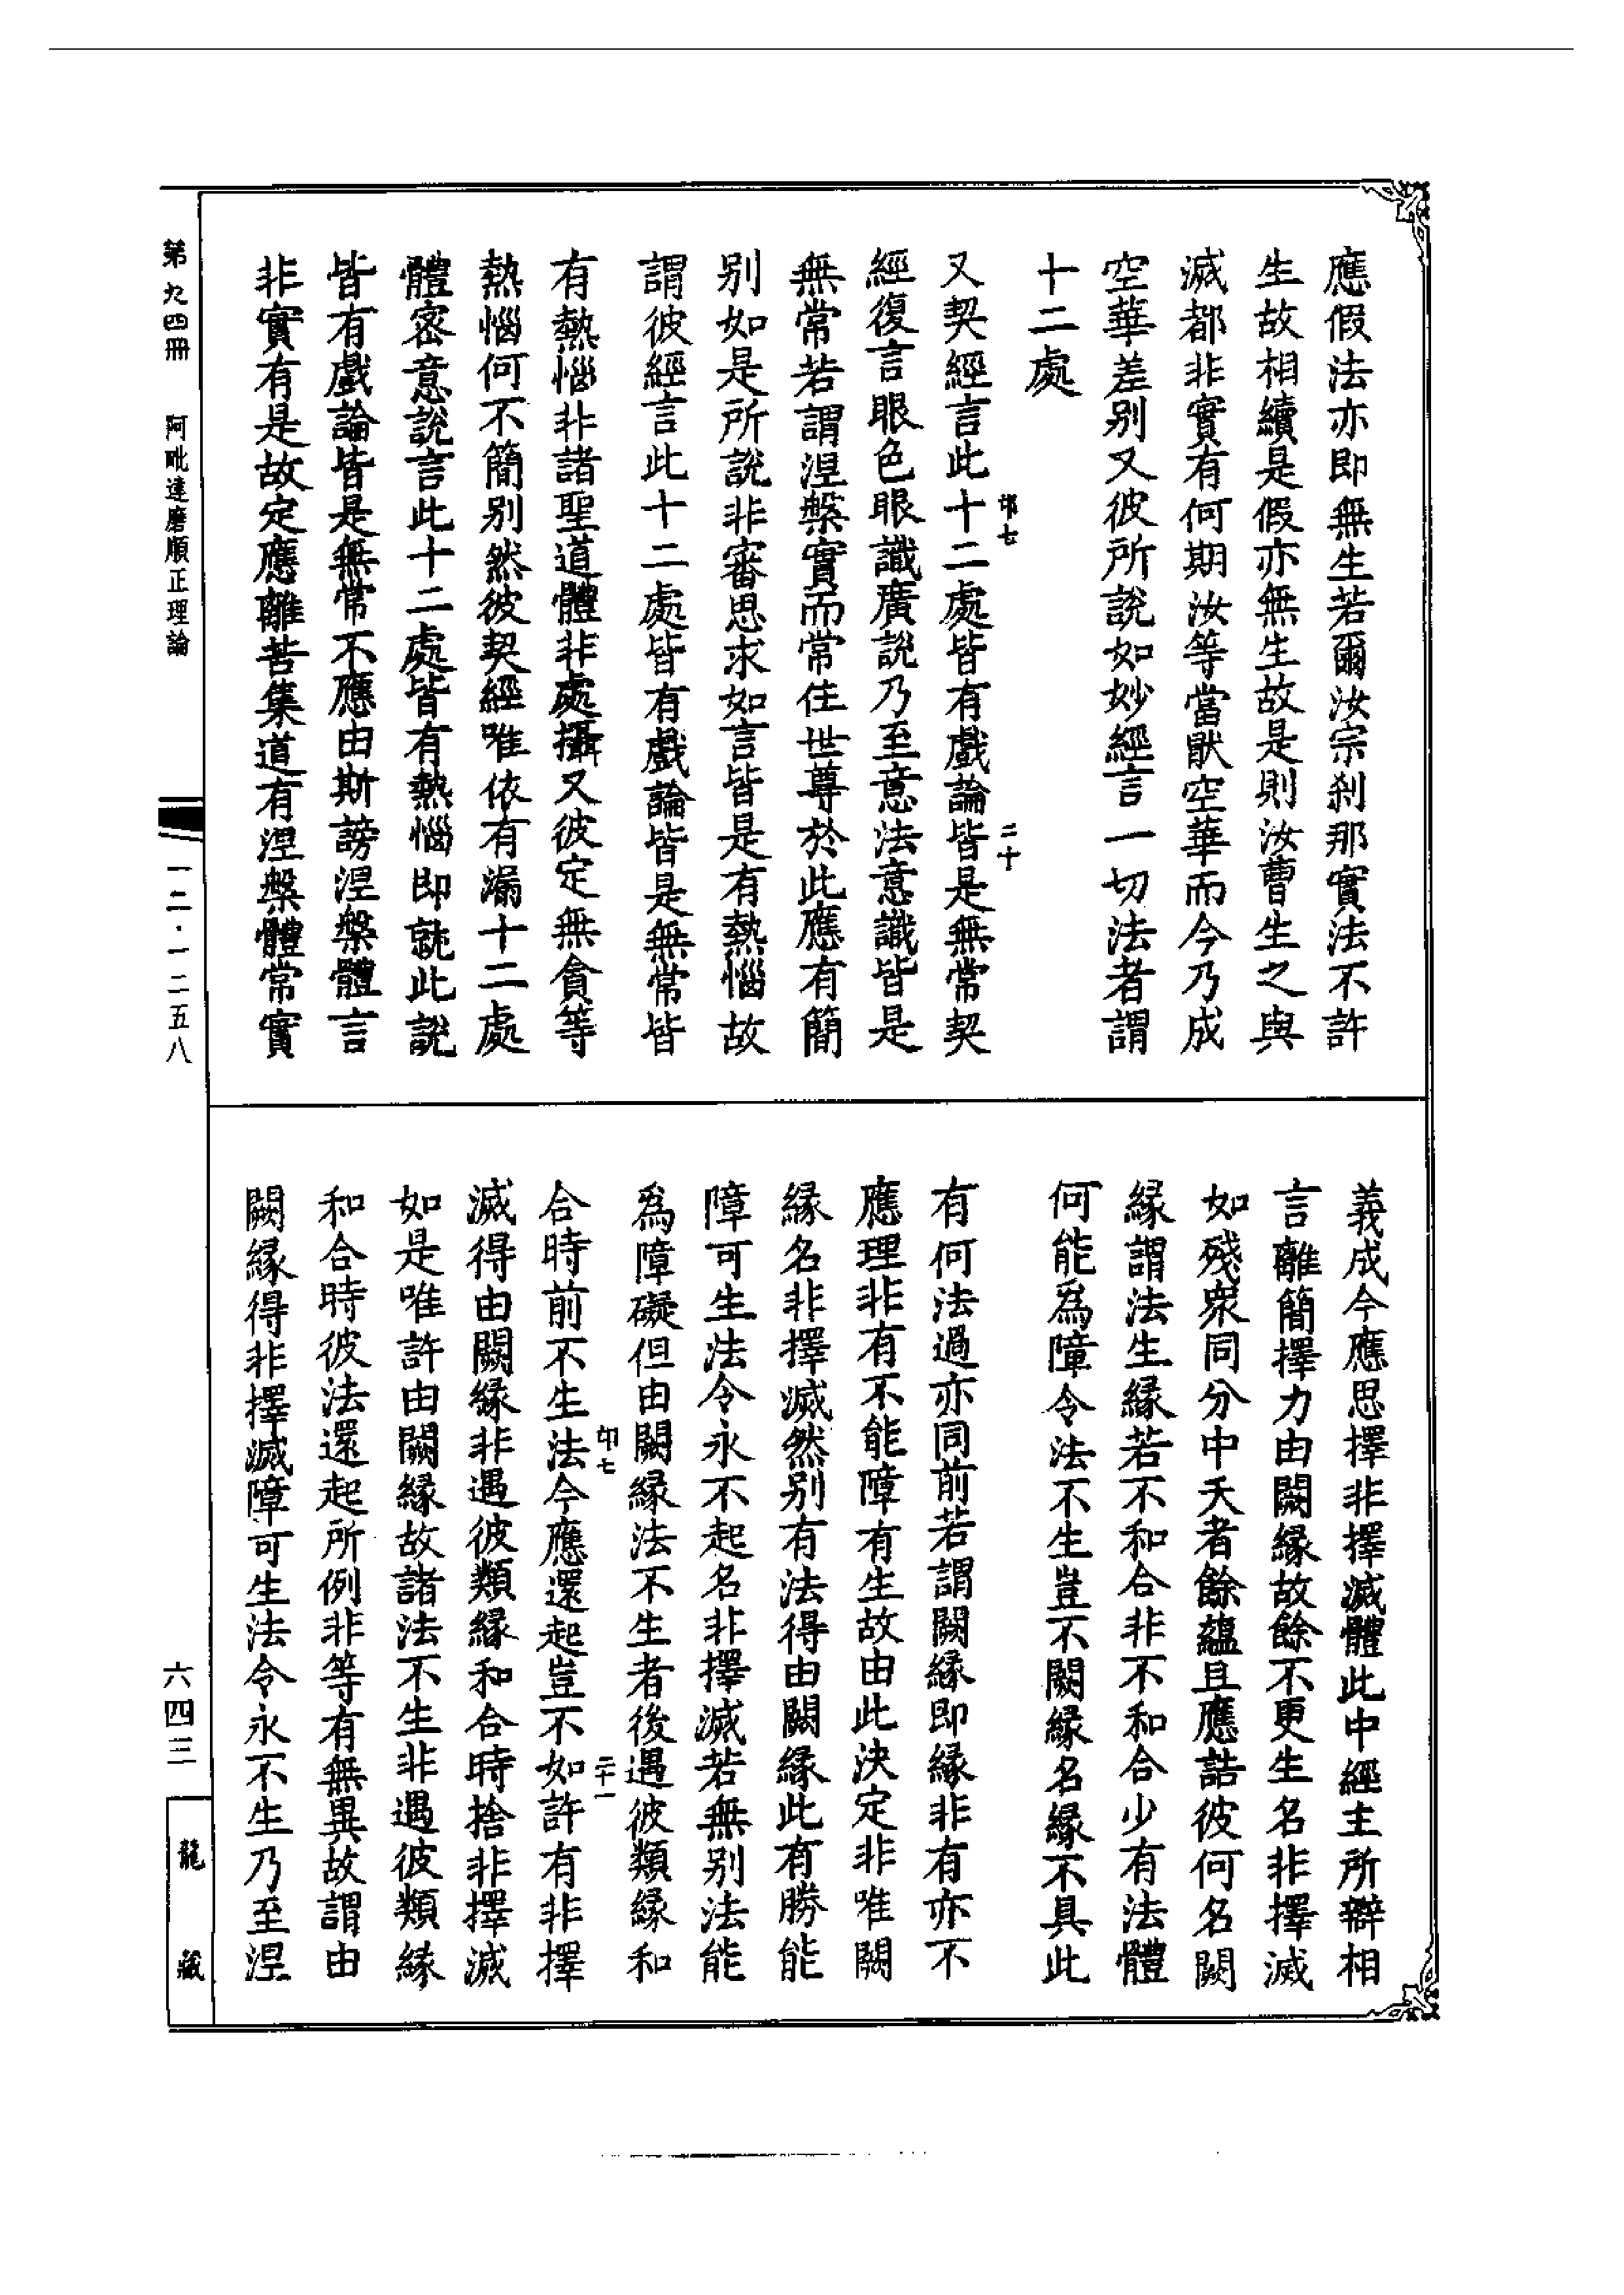 應假法亦即無生若爾汝宗刹那實法不許
生故相續是假亦無生故是則汝曹生之與
滅都非實有何期汝等當猒空華而今乃成
空華差别又彼所說如妙經言一切法者謂
十二處
又契經言此十二處皆有戲論皆是無常契
經復言眼色眼識廣說乃至意法意識皆是
無常若謂涅槃實而常住世尊於此應有簡
别如是所說非審思求如言皆是有熱惱故
謂彼經言此十二處皆有戲論皆是無常皆
有熱惱非諸聖道體非處攝又彼定無貪等
熱惱何不簡别然彼契經唯依有漏十二處
體密意說言此十二處皆有熱惱即就此說
皆有戲論皆是無常不應由斯謗涅槃體言
非實有是故定應離苦集道有涅槃體常實
卭七
二十
義成今應思擇非擇滅體此中經主所辯相
言離簡擇力由闕緣故餘不更生名非擇滅
如殘衆同分中夭者餘蘊且應詰彼何名闕
緣謂法生緣若不和合非不和合少有法體
何能爲障令法不生豈不闕緣名緣不具此
有何法過亦同前若謂闕緣即緣非有亦不
應理非有不能障有生故由此決定非唯闕
緣名非擇滅然别有法得由闕緣此有勝能
障可生法令永不起名非擇滅若無别法能
爲障礙但由闕緣法不生者後遇彼類緣和
合時前不生法今應還起豈不如許有非擇
滅得由闕緣非遇彼類緣和合時捨非擇滅
如是唯許由闕緣故諸法不生非遇彼類緣
和合時彼法還起所例非等有無異故謂由
闕緣得非擇滅障可生法令永不生乃至涅
卭七
二十一
第九四冊 阿毗達磨順正理論
一二·一二五八
六四三
龍藏